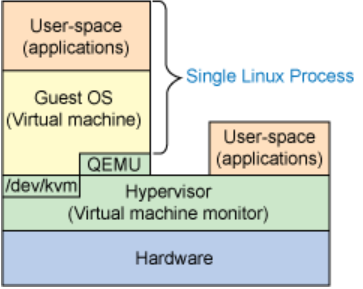 User-space
(applications)
Single Linux Process
Guest OS
(Virtual machine)
User-space
(applications)
QEMU
/dev/kvm
Hypervisor
(Virtual machine monitor)
Hardware